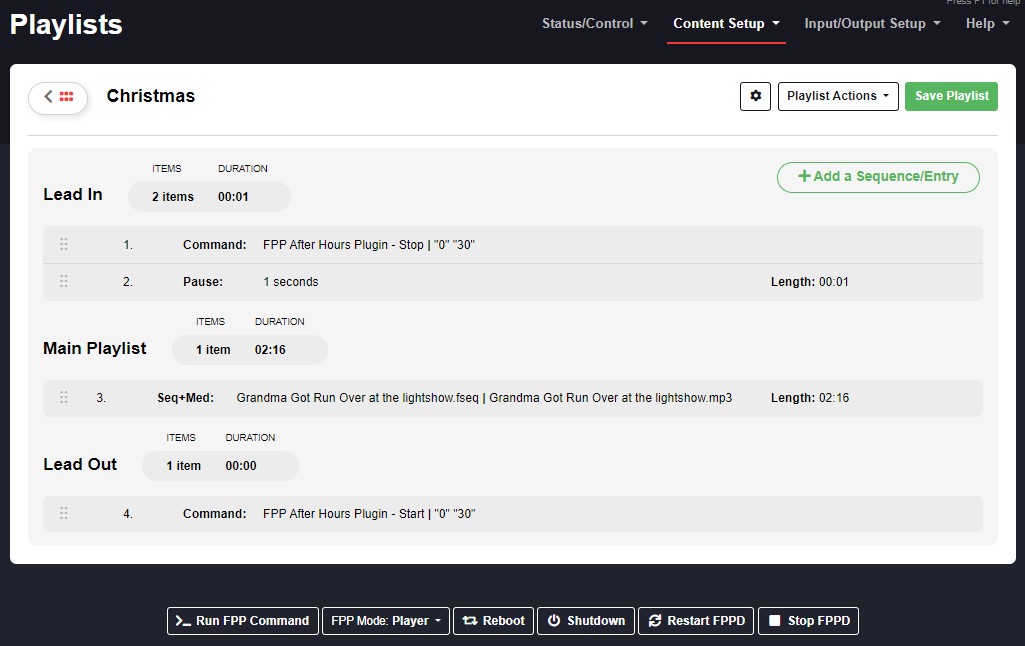 Press F1 for help
Playlists
Status/Control Content Setup Input/Output Setup Help
Christmas
Playlist Actions Save Playlist
ITEMS DURATION
Lead In 2 items 00:01
Add a Sequence/Entry
1. Command: FPP After Hours Plugin - Stop | "0" "30"
2. Pause: 1 seconds Length: 00:01
ITEMS DURATION
Main Playlist 1 item 02:16
3. Seq+Med: Grandma Got Run Over at the lightshow.fseq | Grandma Got Run Over at the lightshow.mp3 Length: 02:16
ITEMS DURATION
Lead Out 1 item 00:00
4. Command: FPP After Hours Plugin - Start | "0" "30"
Run FPP Command FPP Mode: Player Reboot Shutdown Restart FPPD Stop FPPD